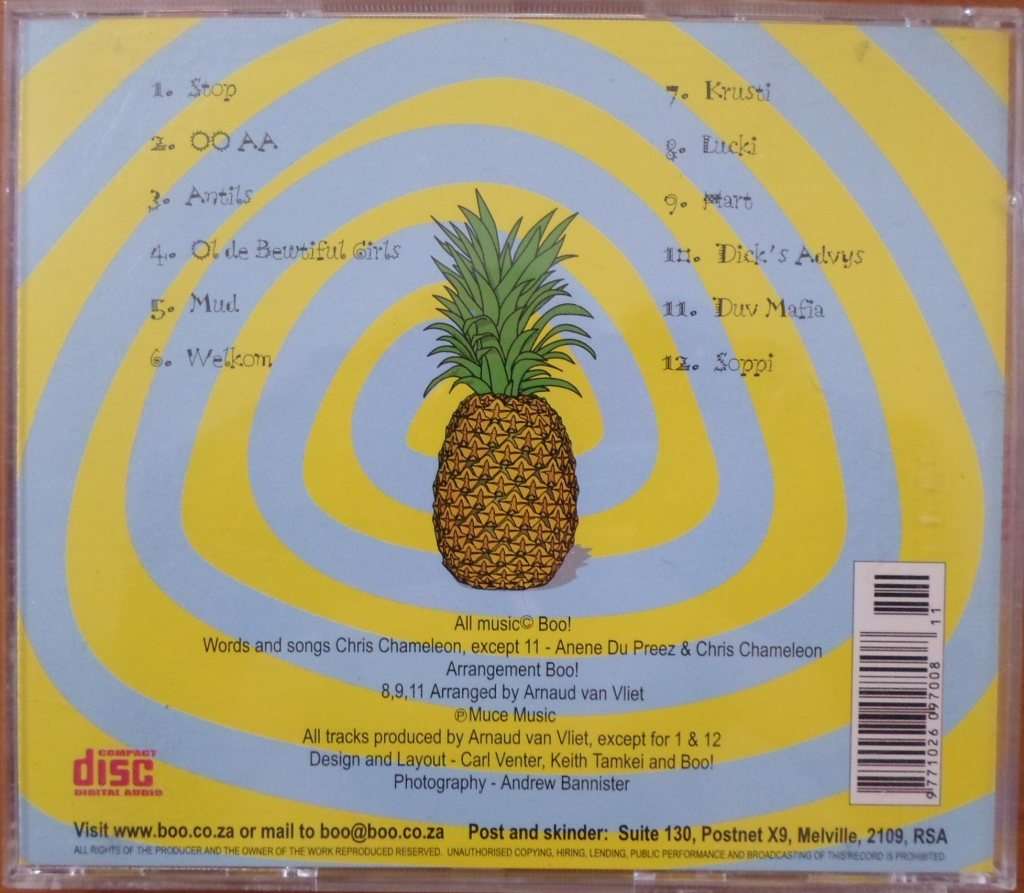 1. Stop
2. OO AA
3. Antils
4. Ol de Bewtiful Girls
5. Mud
6. Welkom
7. Krusti
8. Lucki
9. Mart
10. Dick's Advys
11. Duv Mafia
12. Soppi
All music© Boo!
Words and songs Chris Chameleon, except 11 - Anene Du Preez & Chris Chameleon
Arrangement Boo!
8,9,11 Arranged by Arnaud van Vliet
℗Muce Music
All tracks produced by Arnaud van Vliet, except for 1 & 12
Design and Layout - Carl Venter, Keith Tamkei and Boo!
Photography - Andrew Bannister
COMPACT
disc
DIGITAL AUDIO
11
9 771026 097008
Visit www.boo.co.za or mail to boo@boo.co.za Post and skinder: Suite 130, Postnet X9, Melville, 2109, RSA
ALL RIGHTS OF THE PRODUCER AND THE OWNER OF THE WORK REPRODUCED RESERVED. UNAUTHORISED COPYING, HIRING, LENDING, PUBLIC PERFORMANCE AND BROADCASTING OF THIS RECORD IS PROHIBITED.